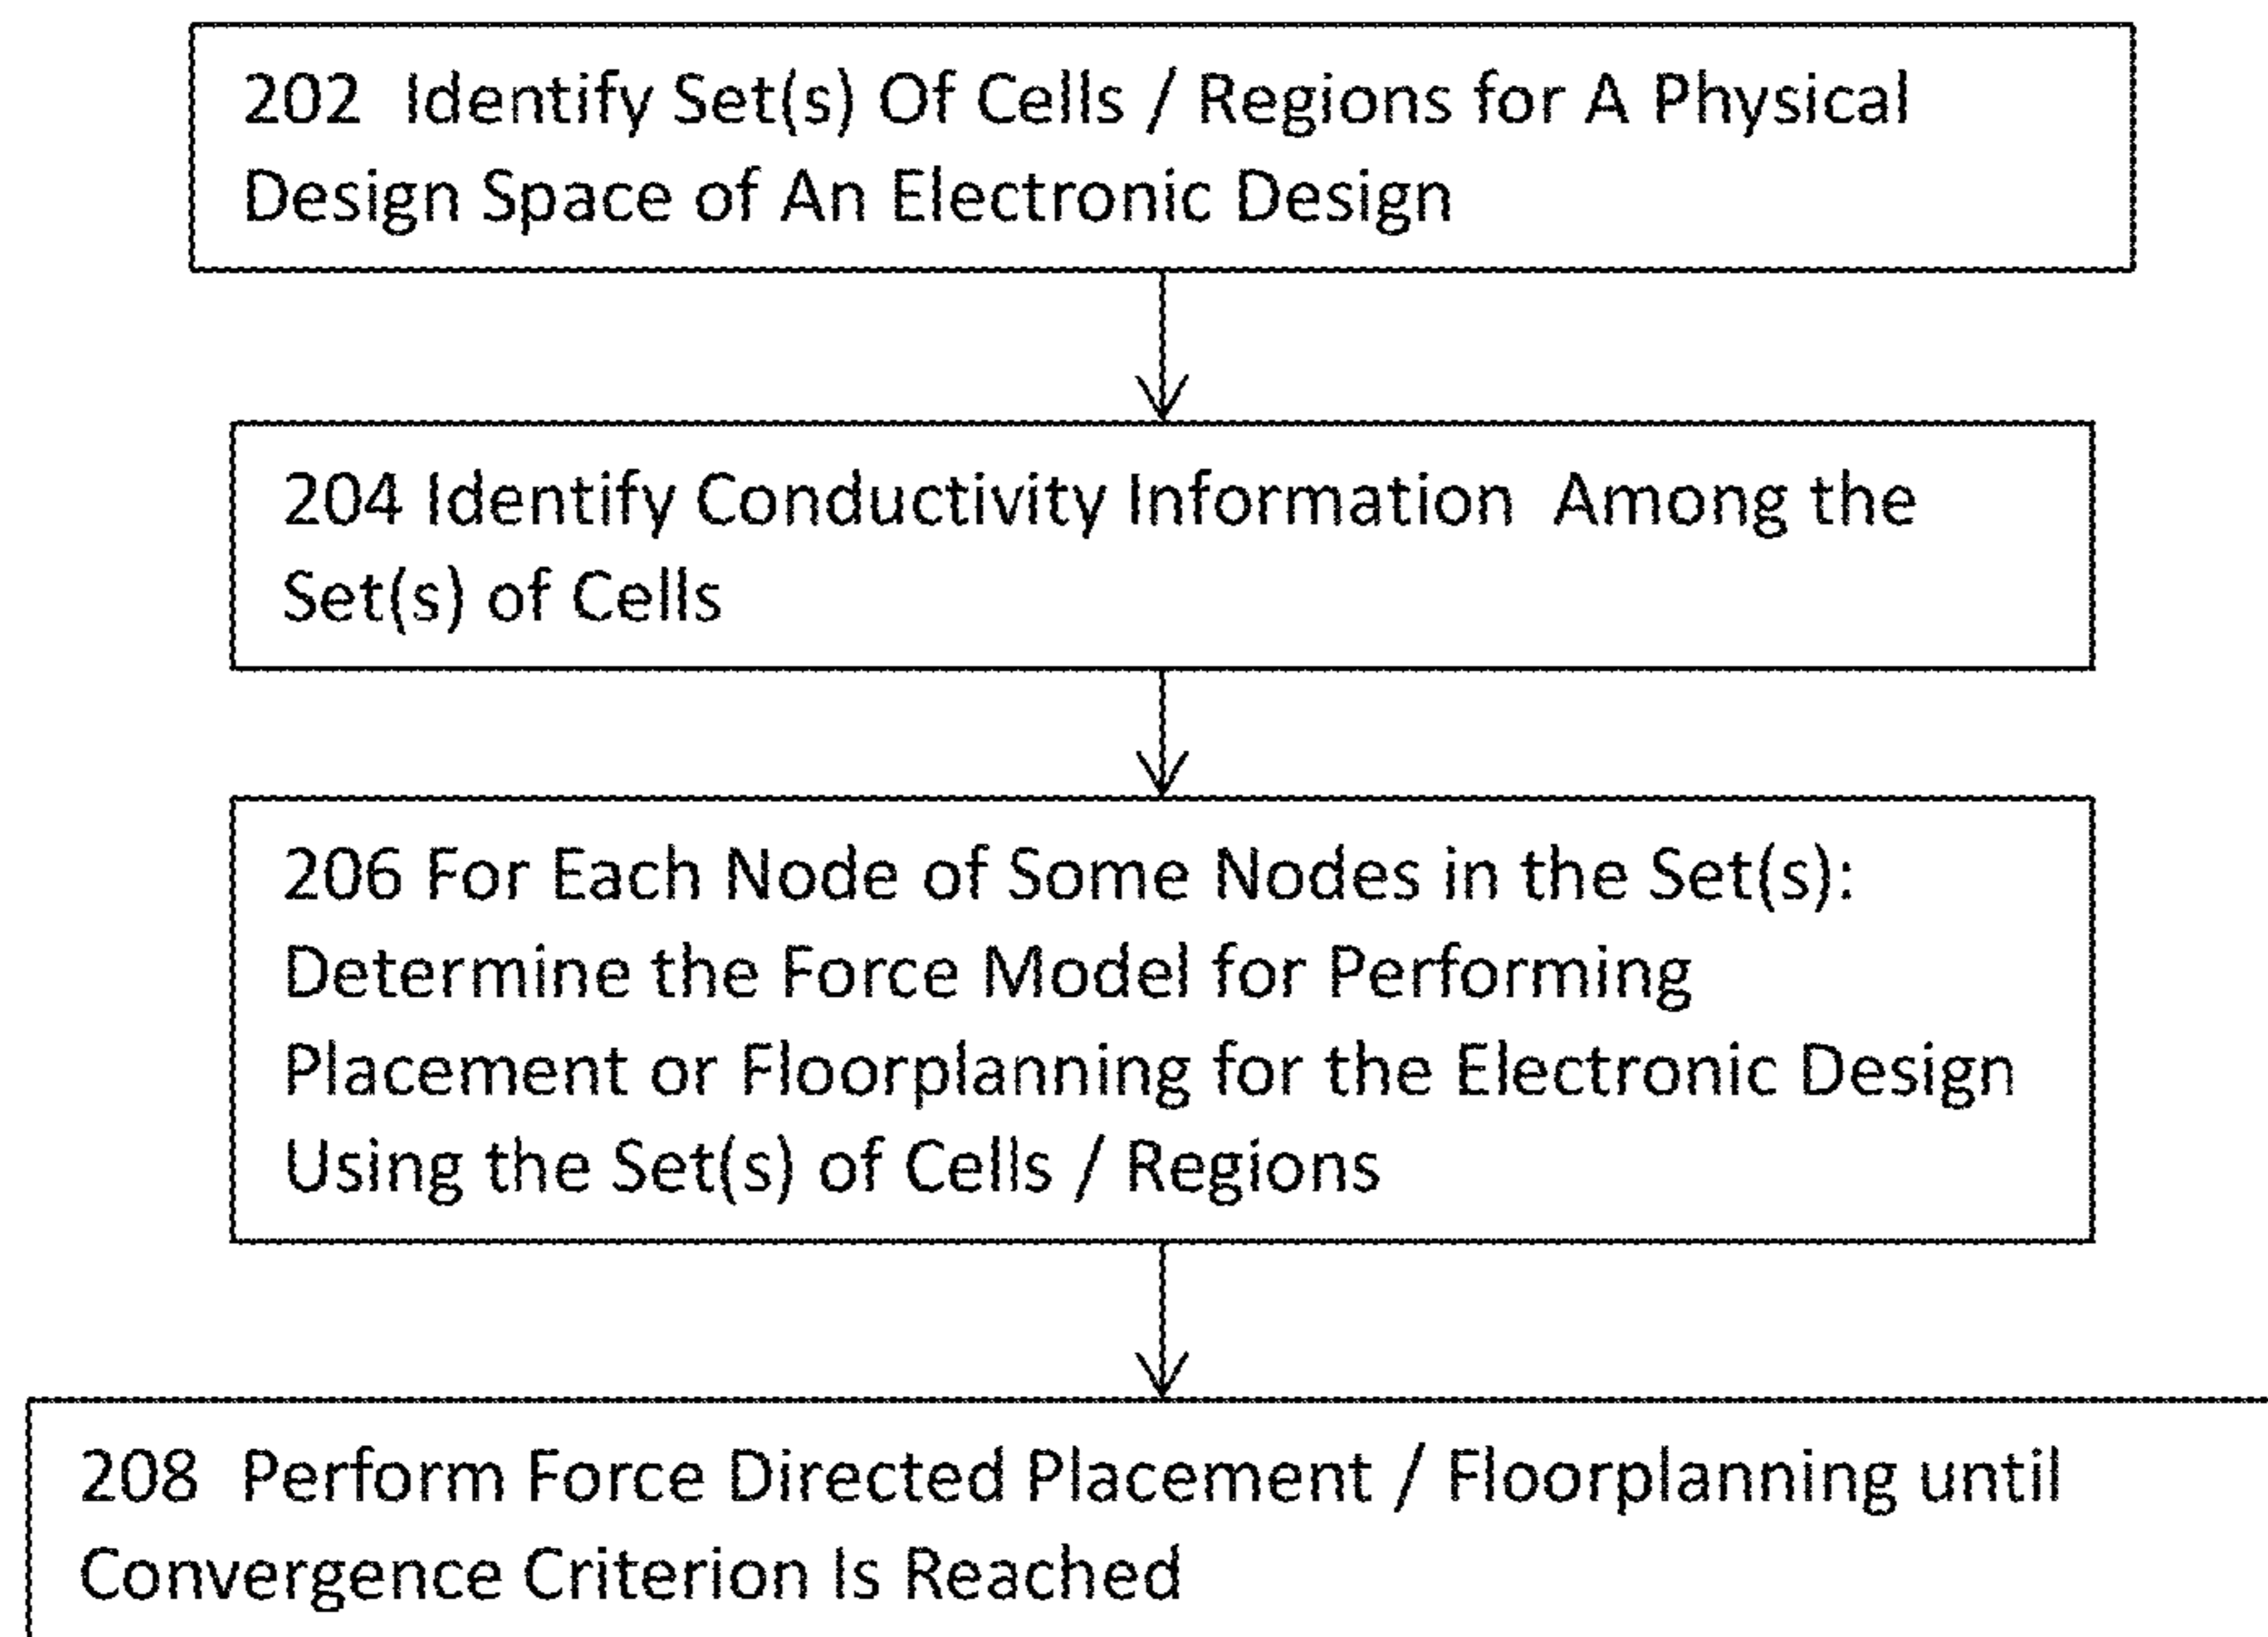 202 Identify Set(s) Of Cells / Regions for A Physical
Design Space of An Electronic Design
204 Identify Conductivity Information Among the
Set(s) of Cells
206 For Each Node of Some Nodes in the Set(s):
Determine the Force Model for Performing
Placement or Floorplanning for the Electronic Design
Using the Set(s) of Cells / Regions
208 Perform Force Directed Placement / Floorplanning until
Convergence Criterion Is Reached